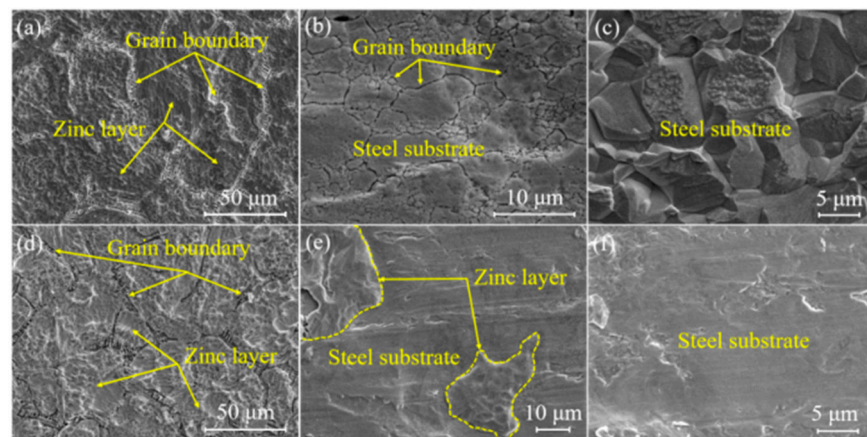 (a)
Grain boundary
Zinc layer
50 μm
(b)
Grain boundary
Steel substrate
10 μm
(c)
Steel substrate
5 μm
(d)
Grain boundary
Zinc layer
50 μm
(e)
Zinc layer
Steel substrate
10 μm
(f)
Steel substrate
5 μm